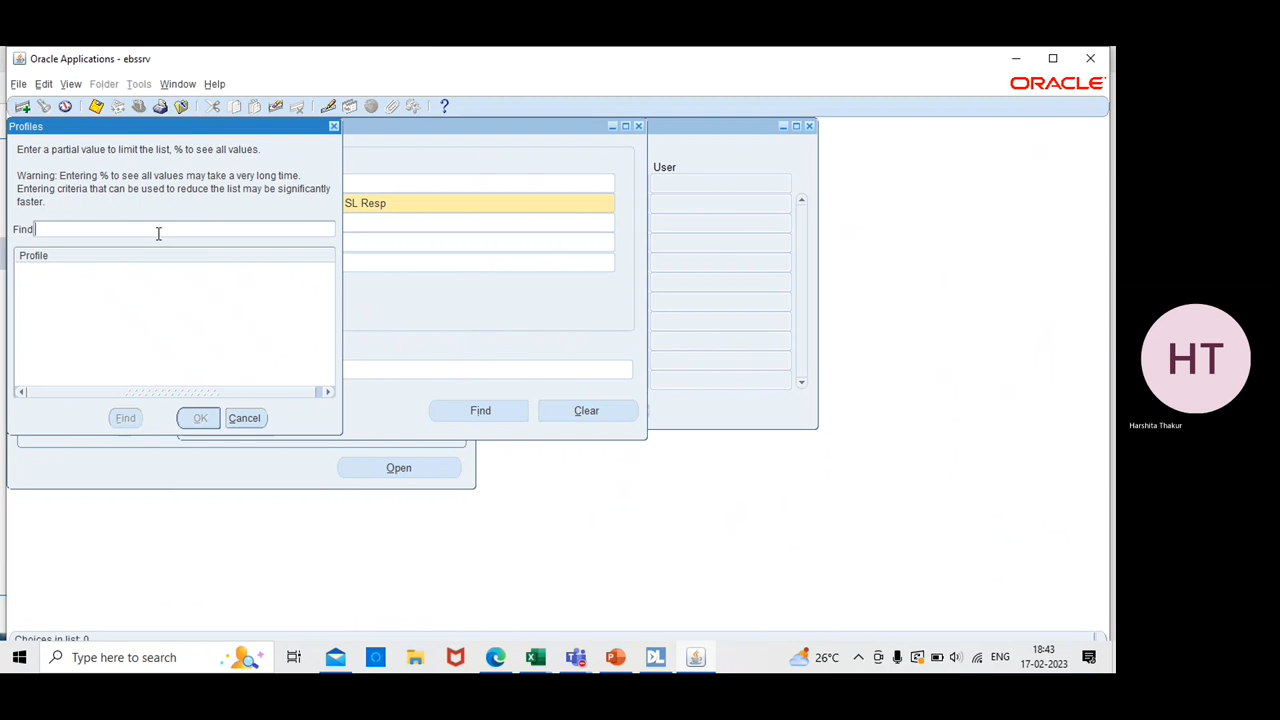 Oracle Applications - ebssrv
File Edit View Folder Tools Window Help
ORACLE
Profiles
Enter a partial value to limit the list, % to see all values.
Warning: Entering % to see all values may take a very long time.
Entering criteria that can be used to reduce the list may be significantly
faster.
Find
Profile
Find OK Cancel
SL Resp
Find Clear
User
Open
Choices in list: 0
Type here to search
26°C
ENG
18:43
17-02-2023
HT
Harshita Thakur